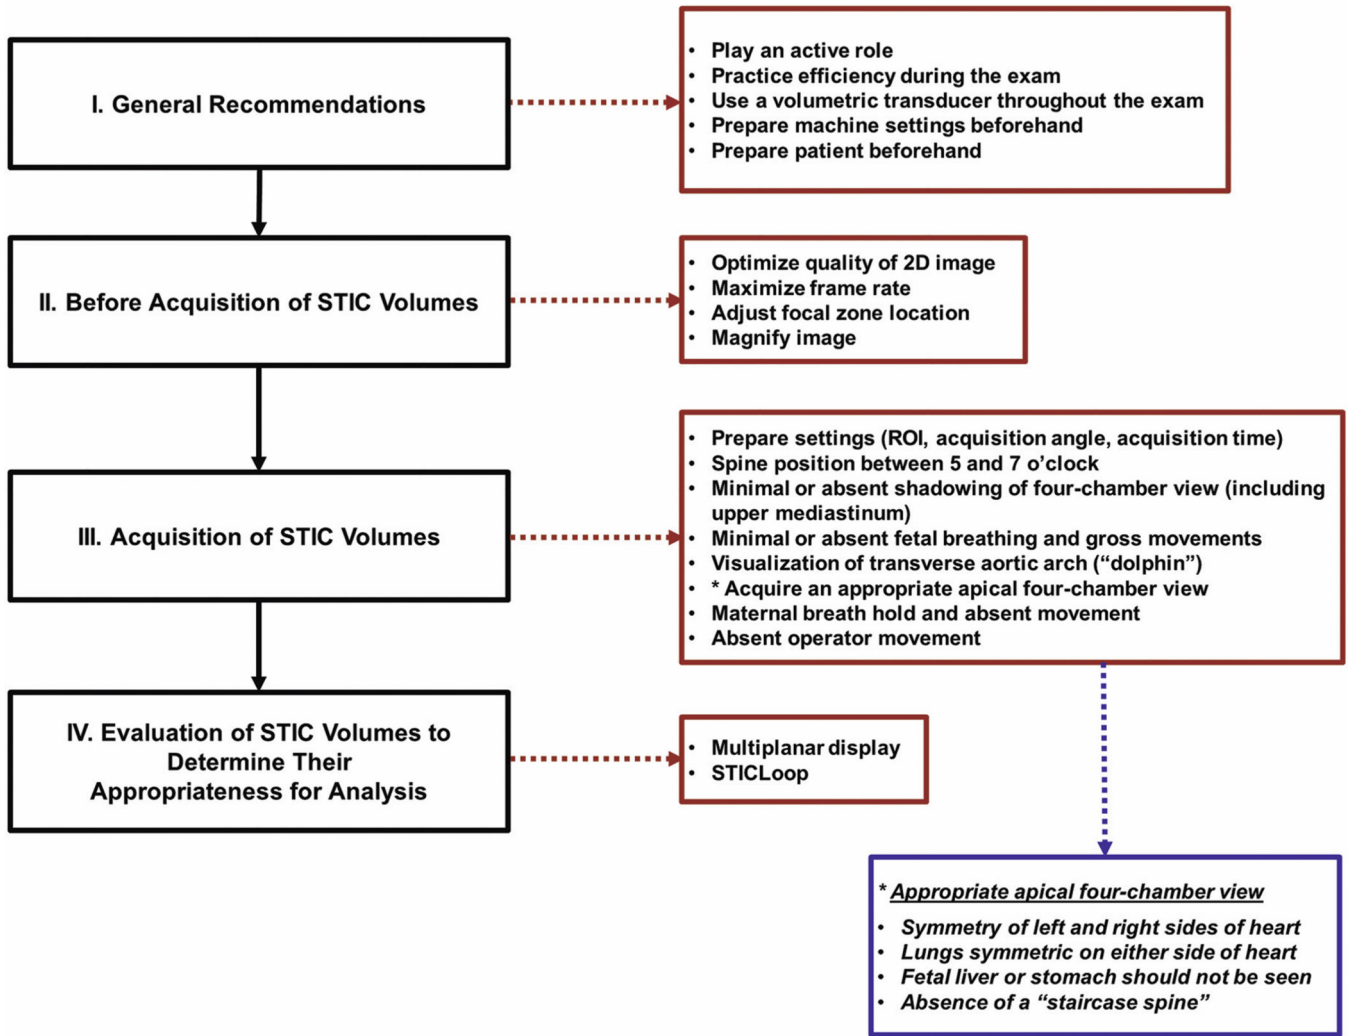 I. General Recommendations
• Play an active role
• Practice efficiency during the exam
• Use a volumetric transducer throughout the exam
• Prepare machine settings beforehand
• Prepare patient beforehand
II. Before Acquisition of STIC Volumes
• Optimize quality of 2D image
• Maximize frame rate
• Adjust focal zone location
• Magnify image
III. Acquisition of STIC Volumes
• Prepare settings (ROI, acquisition angle, acquisition time)
• Spine position between 5 and 7 o’clock
• Minimal or absent shadowing of four-chamber view (including
upper mediastinum)
• Minimal or absent fetal breathing and gross movements
• Visualization of transverse aortic arch (“dolphin”)
• * Acquire an appropriate apical four-chamber view
• Maternal breath hold and absent movement
• Absent operator movement
IV. Evaluation of STIC Volumes to
Determine Their
Appropriateness for Analysis
• Multiplanar display
• STICLoop
* Appropriate apical four-chamber view
• Symmetry of left and right sides of heart
• Lungs symmetric on either side of heart
• Fetal liver or stomach should not be seen
• Absence of a “staircase spine”